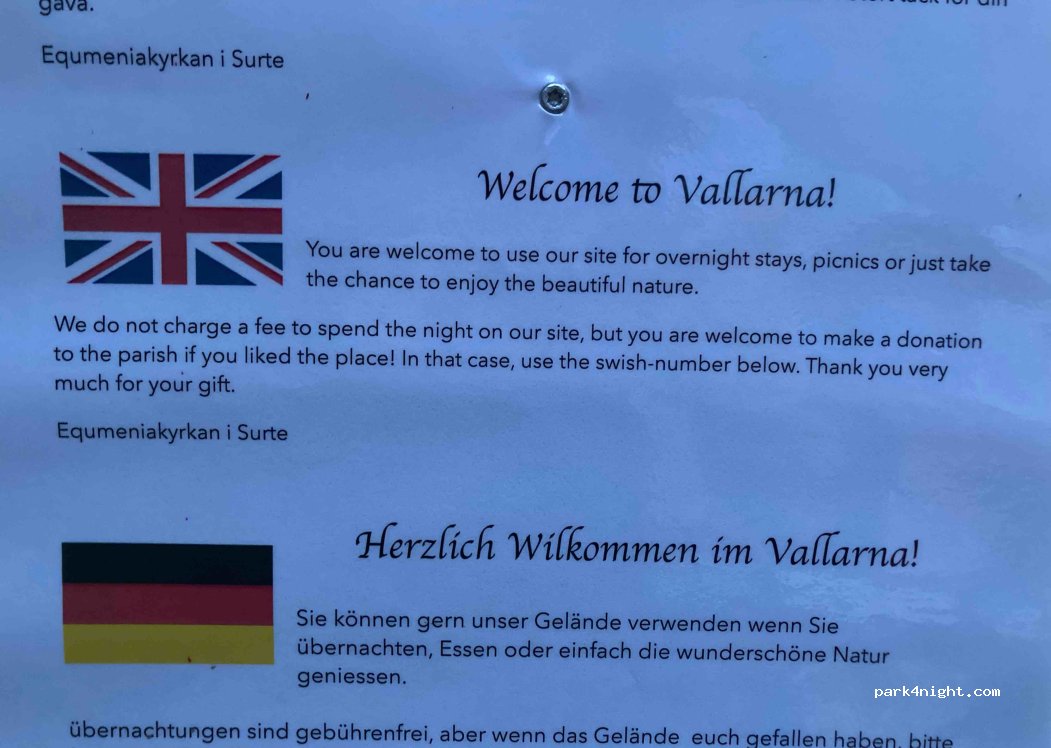 gåva.
för din
Equmeniakyrkan i Surte
Welcome to Vallarna!
You are welcome to use our site for overnight stays, picnics or just take
the chance to enjoy the beautiful nature.
We do not charge a fee to spend the night on our site, but you are welcome to make a donation
to the parish if you liked the place! In that case, use the swish-number below. Thank you very
much for your gift.
Equmeniakyrkan i Surte
Herzlich Wilkommen im Vallarna!
Sie können gern unser Gelände verwenden wenn Sie
übernachten, Essen oder einfach die wunderschöne Natur
geniessen.
übernachtungen sind gebührenfrei, aber wenn das Gelände euch gefallen haben, bitte
park4night.com